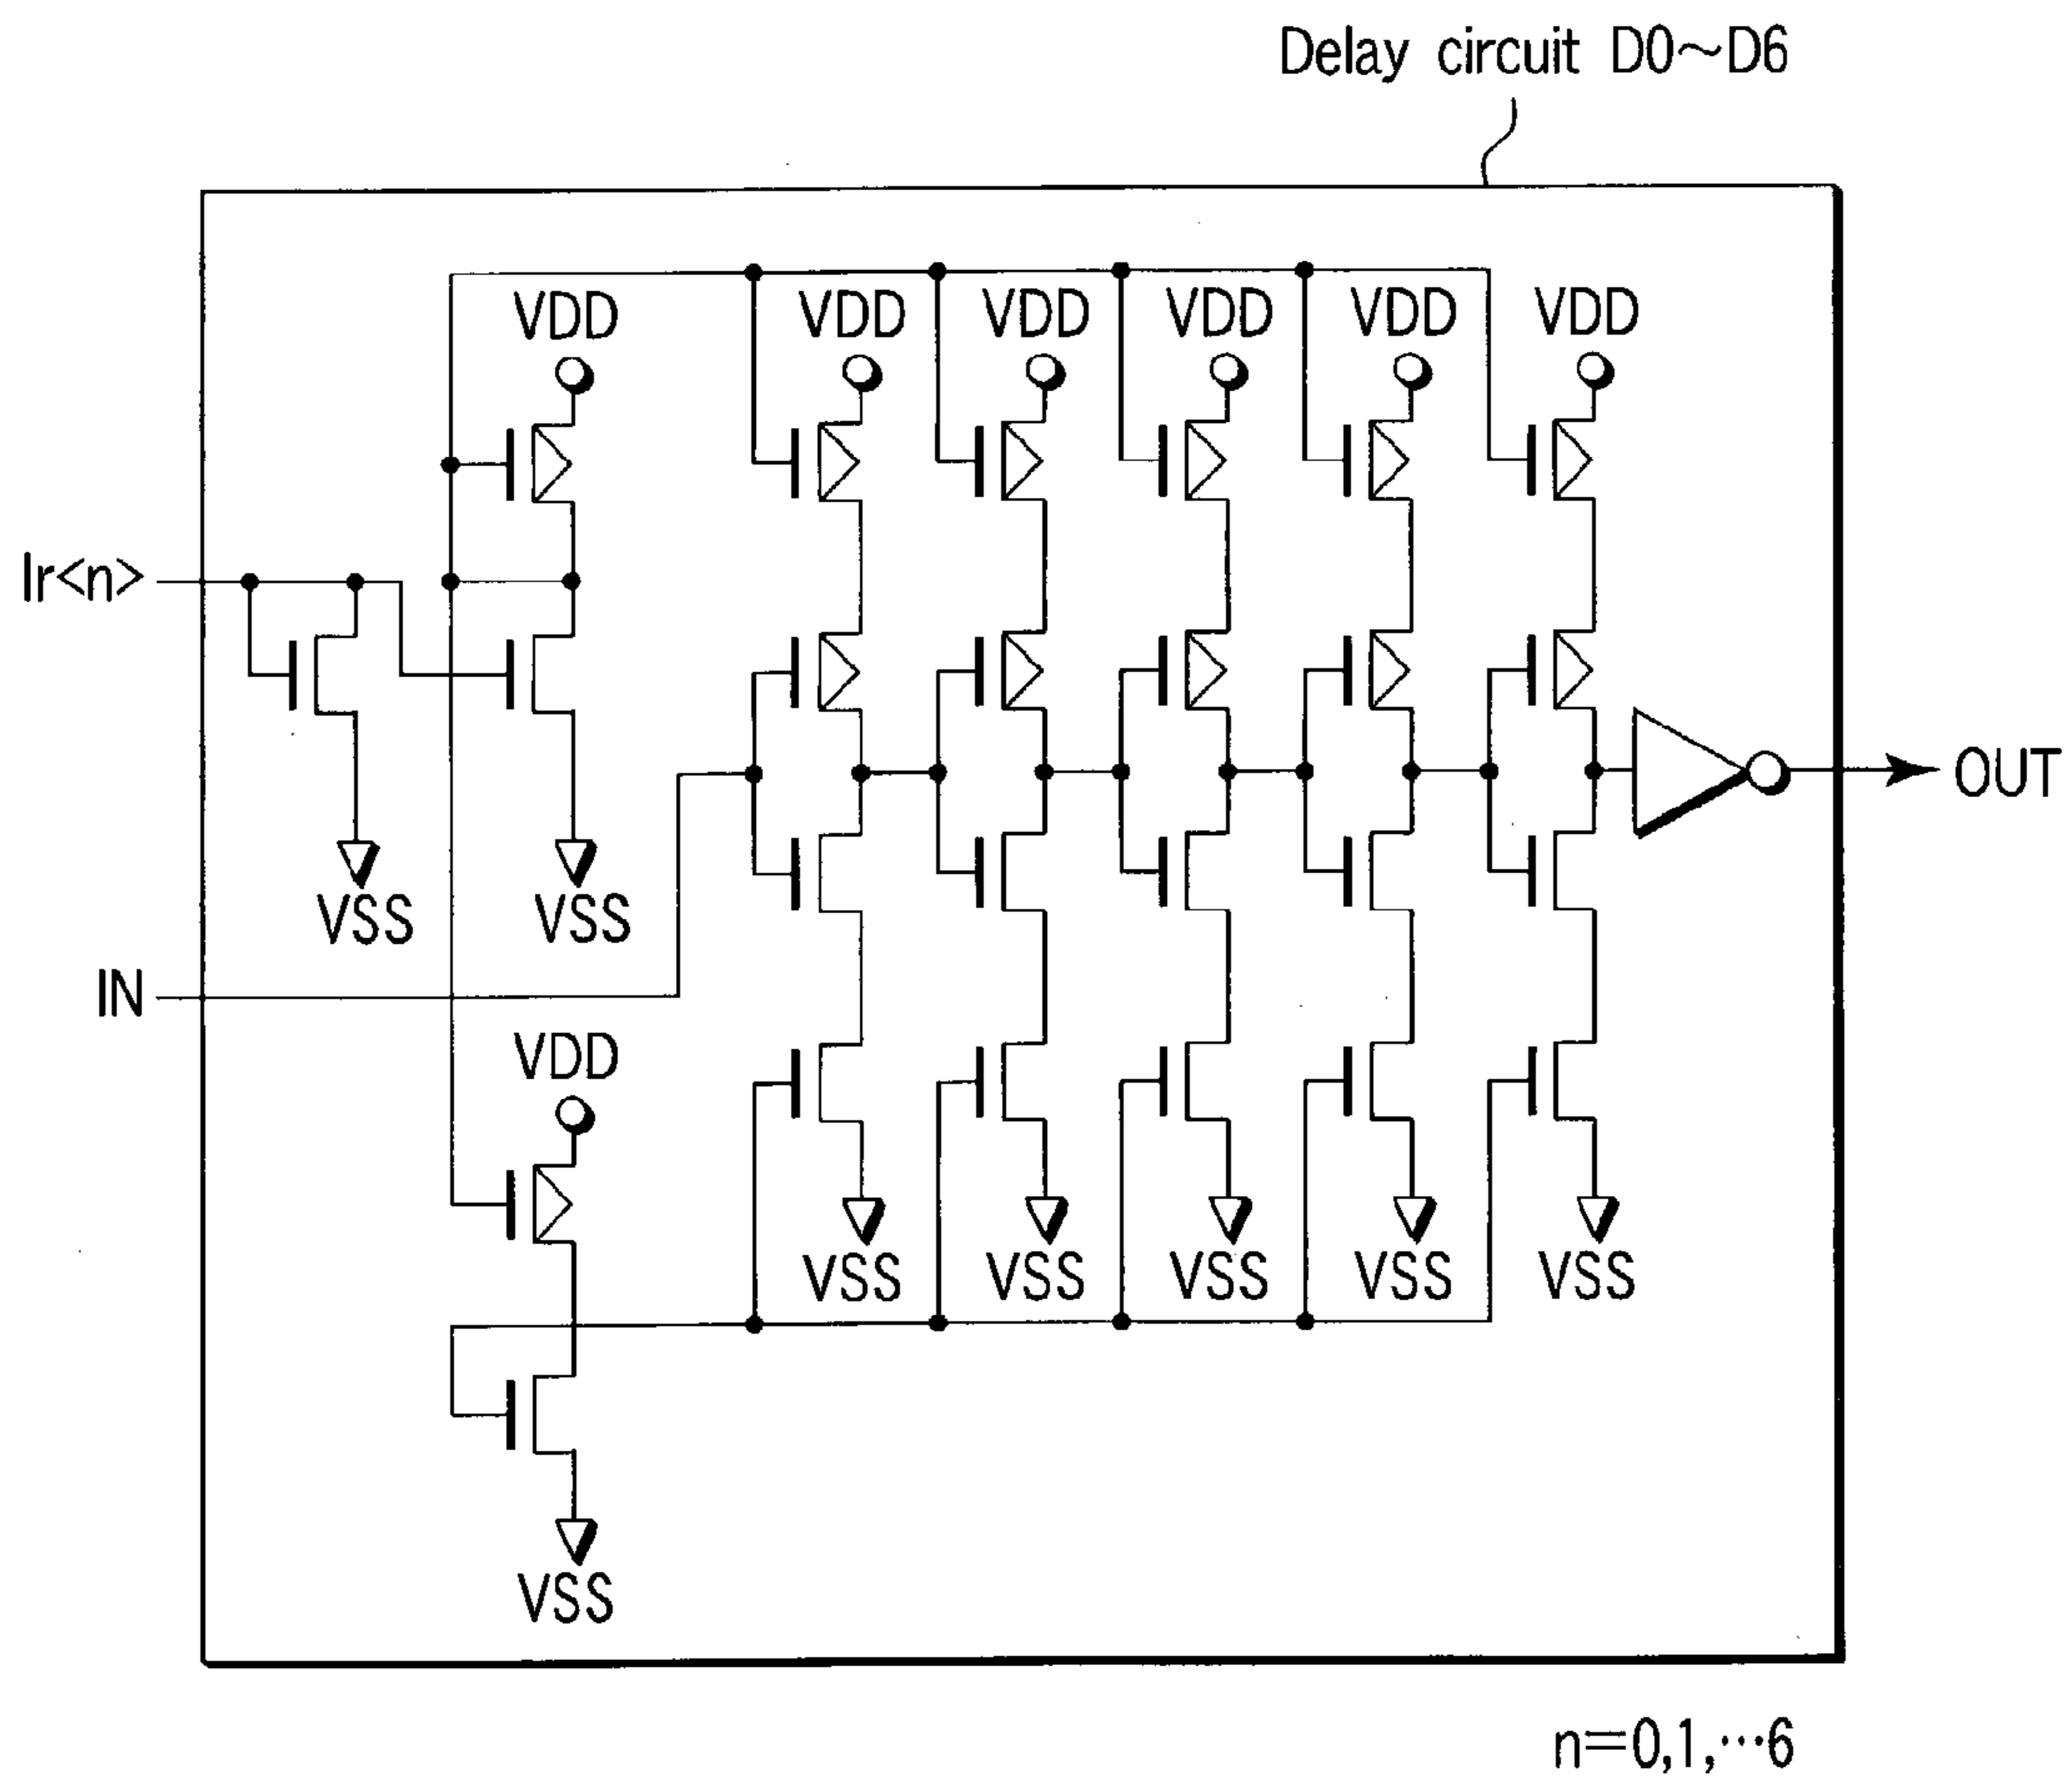 Delay circuit D0~D6
VDD VDD VDD VDD VDD VDD
Ir<n>
OUT
VSS VSS
IN
VDD
VSS VSS VSS VSS VSS
VSS
n=0,1,···6